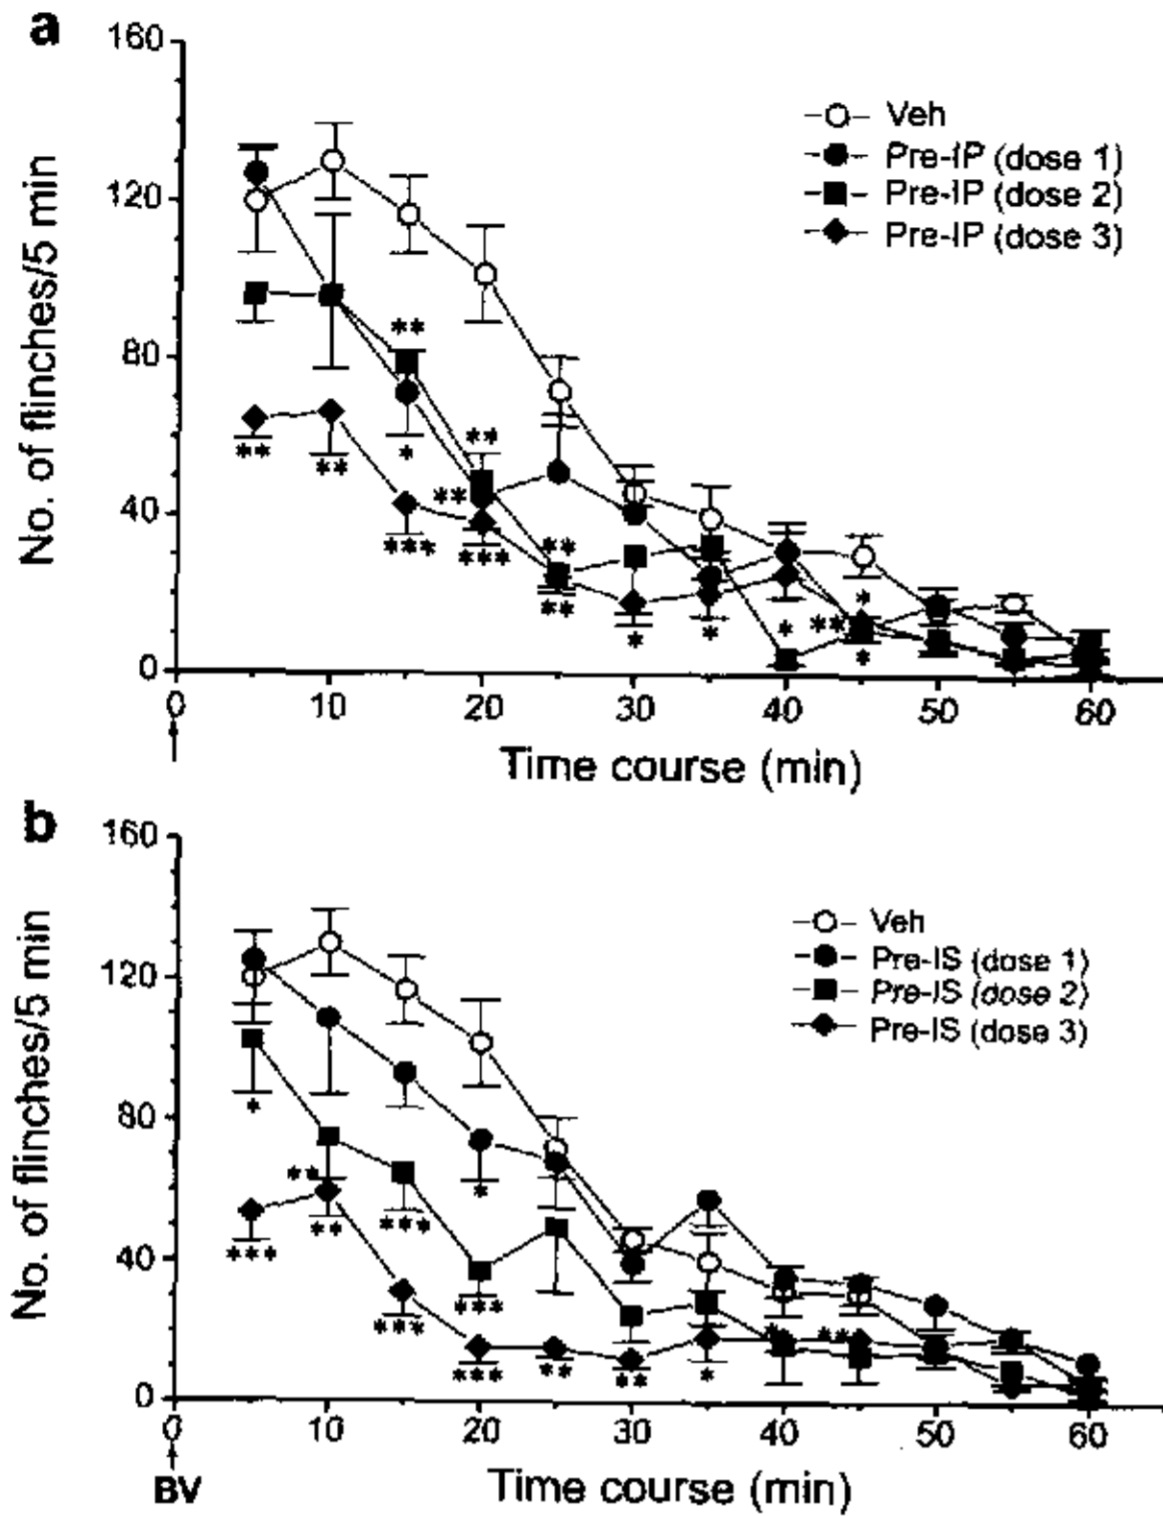 a
160
120
80
40
0
No. of flinches/5 min
Veh
Pre-IP (dose 1)
Pre-IP (dose 2)
Pre-IP (dose 3)
**
**
*
**
**
**
***
***
**
**
*
*
*
**
*
*
0 10 20 30 40 50 60
Time course (min)
b
160
120
80
40
0
No. of flinches/5 min
Veh
Pre-IS (dose 1)
Pre-IS (dose 2)
Pre-IS (dose 3)
*
**
***
**
***
*
***
***
***
**
**
*
*
**
0 10 20 30 40 50 60
BV
Time course (min)